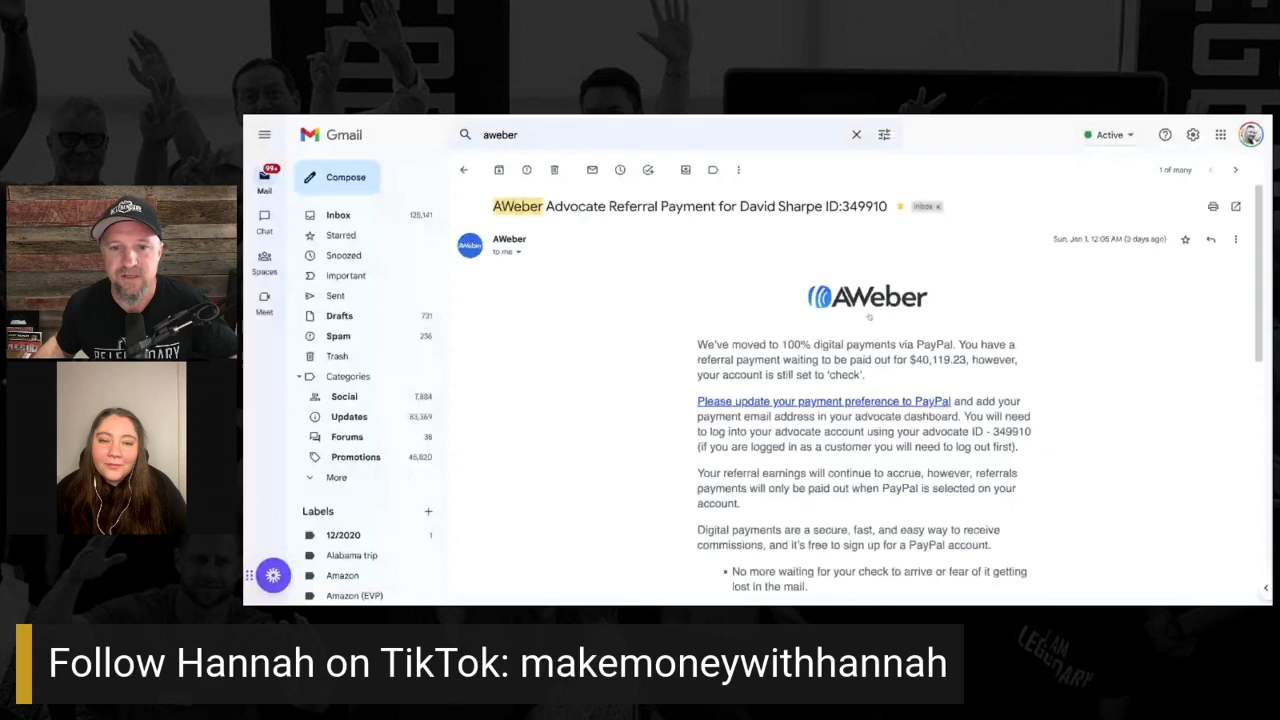 Gmail
aweber
Active
99+
Mail
Compose
1 of many
Chat
Spaces
Meet
Inbox 125,141
Starred
Snoozed
Important
Sent
Drafts 731
Spam 236
Trash
Categories
Social 7,884
Updates 83,369
Forums 38
Promotions 45,820
More
Labels
12/2020 1
Alabama trip
Amazon
Amazon (EVP)
AWeber Advocate Referral Payment for David Sharpe ID:349910
Inbox x
AWeber
AWeber
to me
Sun, Jan 1, 12:05 AM (3 days ago)
AWeber
We've moved to 100% digital payments via PayPal. You have a
referral payment waiting to be paid out for $40,119.23, however,
your account is still set to 'check'.
Please update your payment preference to PayPal and add your
payment email address in your advocate dashboard. You will need
to log into your advocate account using your advocate ID - 349910
(if you are logged in as a customer you will need to log out first).
Your referral earnings will continue to accrue, however, referrals
payments will only be paid out when PayPal is selected on your
account.
Digital payments are a secure, fast, and easy way to receive
commissions, and it's free to sign up for a PayPal account.
▪ No more waiting for your check to arrive or fear of it getting
lost in the mail.
I AM
LEGENDARY
Follow Hannah on TikTok: makemoneywithhannah